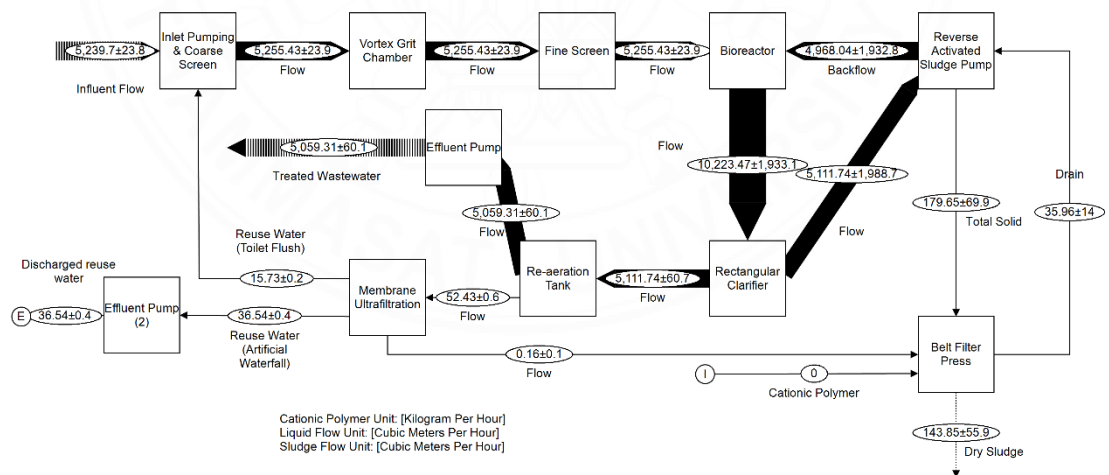 5,239.7±23.8
Influent Flow
Inlet Pumping
& Coarse
Screen
5,255.43±23.9
Flow
Vortex Grit
Chamber
5,255.43±23.9
Flow
Fine Screen
5,255.43±23.9
Flow
Bioreactor
4,968.04±1,932.8
Backflow
Reverse
Activated
Sludge Pump
5,059.31±60.1
Treated Wastewater
Effluent Pump
Flow
10,223.47±1,933.1
5,111.74±1,988.7
Flow
179.65±69.9
Total Solid
Drain
35.96±14
5,059.31±60.1
Flow
Reuse Water
(Toilet Flush)
15.73±0.2
Discharged reuse
water
E
36.54±0.4
Effluent Pump
(2)
36.54±0.4
Reuse Water
(Artificial
Waterfall)
Membrane
Ultrafiltration
52.43±0.6
Flow
Re-aeration
Tank
5,111.74±60.7
Flow
Rectangular
Clarifier
0.16±0.1
Flow
I
0
Cationic Polymer
Belt Filter
Press
143.85±55.9
Dry Sludge
Cationic Polymer Unit: [Kilogram Per Hour]
Liquid Flow Unit: [Cubic Meters Per Hour]
Sludge Flow Unit: [Cubic Meters Per Hour]